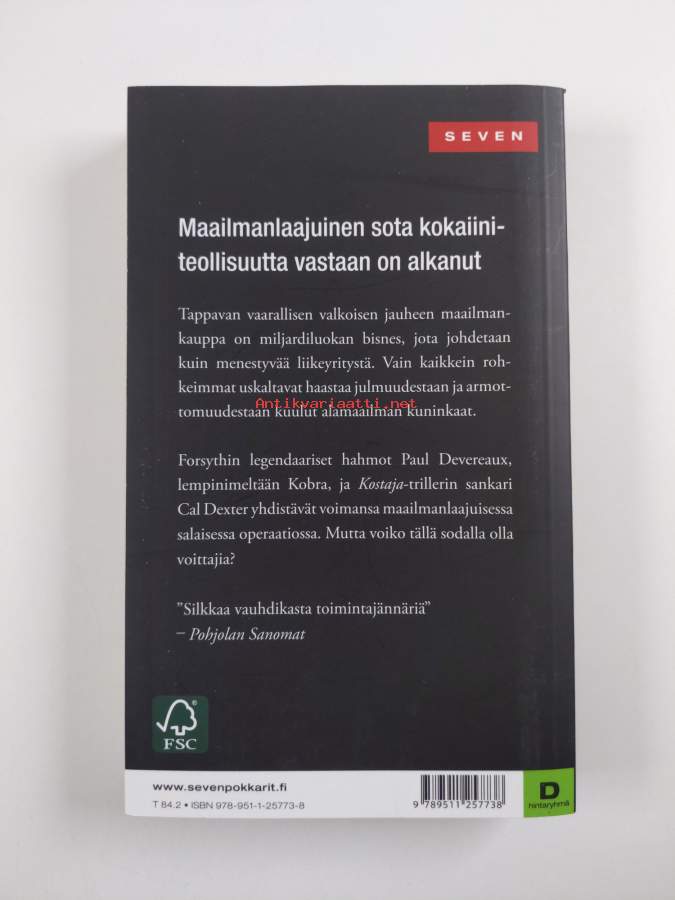 SEVEN
Maailmanlaajuinen sota kokaiini-
teollisuutta vastaan on alkanut
Tappavan vaarallisen valkoisen jauheen maailman-
kauppa on miljardiluokan bisnes, jota johdetaan
kuin menestyvää liikeyritystä. Vain kaikkein roh-
keimmat uskaltavat haastaa julmuudestaan ja armot-
Antikvariaatti.net
tomuudestaan kuulut alamaailman kuninkaat.
Forsythin legendaariset hahmot Paul Devereaux,
lempinimeltään Kobra, ja Kostaja-trillerin sankari
Cal Dexter yhdistävät voimansa maailmanlaajuisessa
salaisessa operaatiossa. Mutta voiko tällä sodalla olla
voittajia?
”Silkkaa vauhdikasta toimintajännäriä”
– Pohjolan Sanomat
FSC
www.sevenpokkarit.fi
T 84.2 • ISBN 978-951-1-25773-8
9 789511 257738
D
hintaryhmä